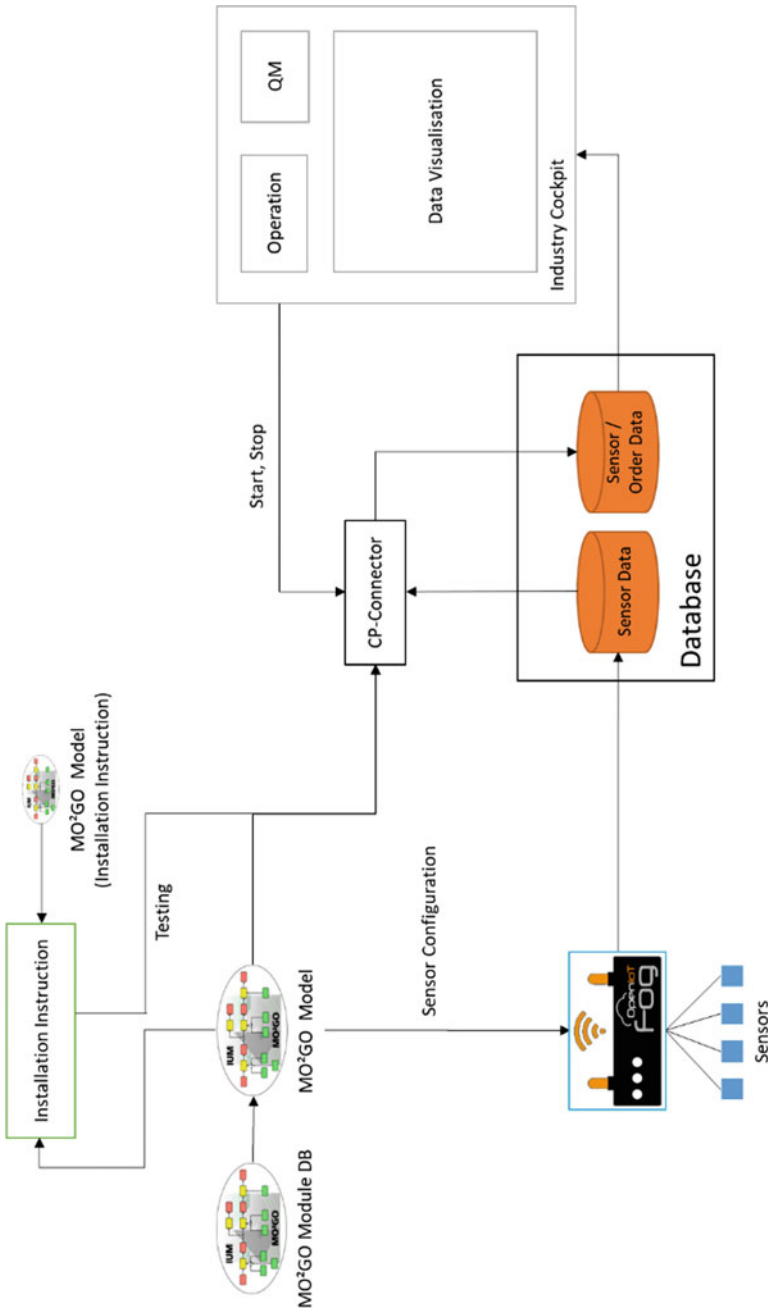 MO²GO Model
(Installation Instruction)
Installation Instruction
Testing
IUM
MO²GO
MO²GO Module DB
IUM
MO²GO
MO²GO Model
Sensor Configuration
OpenIoT
fog
Sensors
Start, Stop
CP-Connector
Sensor Data
Sensor /
Order Data
Database
Operation
QM
Data Visualisation
Industry Cockpit